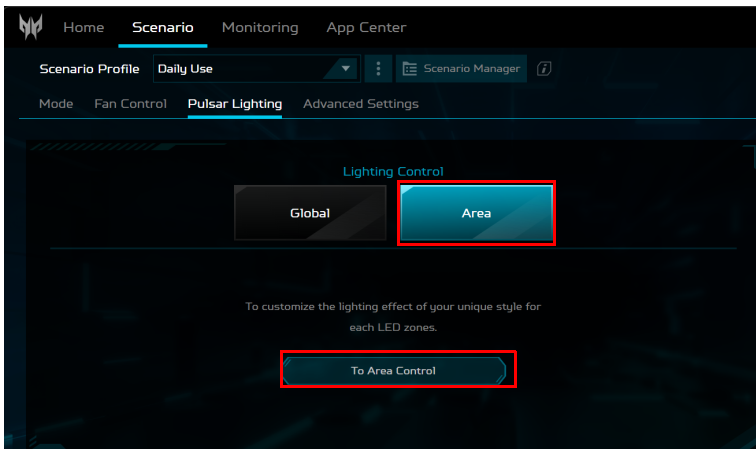 Home Scenario Monitoring App Center
Scenario Profile Daily Use Scenario Manager i
Mode Fan Control Pulsar Lighting Advanced Settings
Lighting Control
Global Area
To customize the lighting effect of your unique style for
each LED zones.
To Area Control